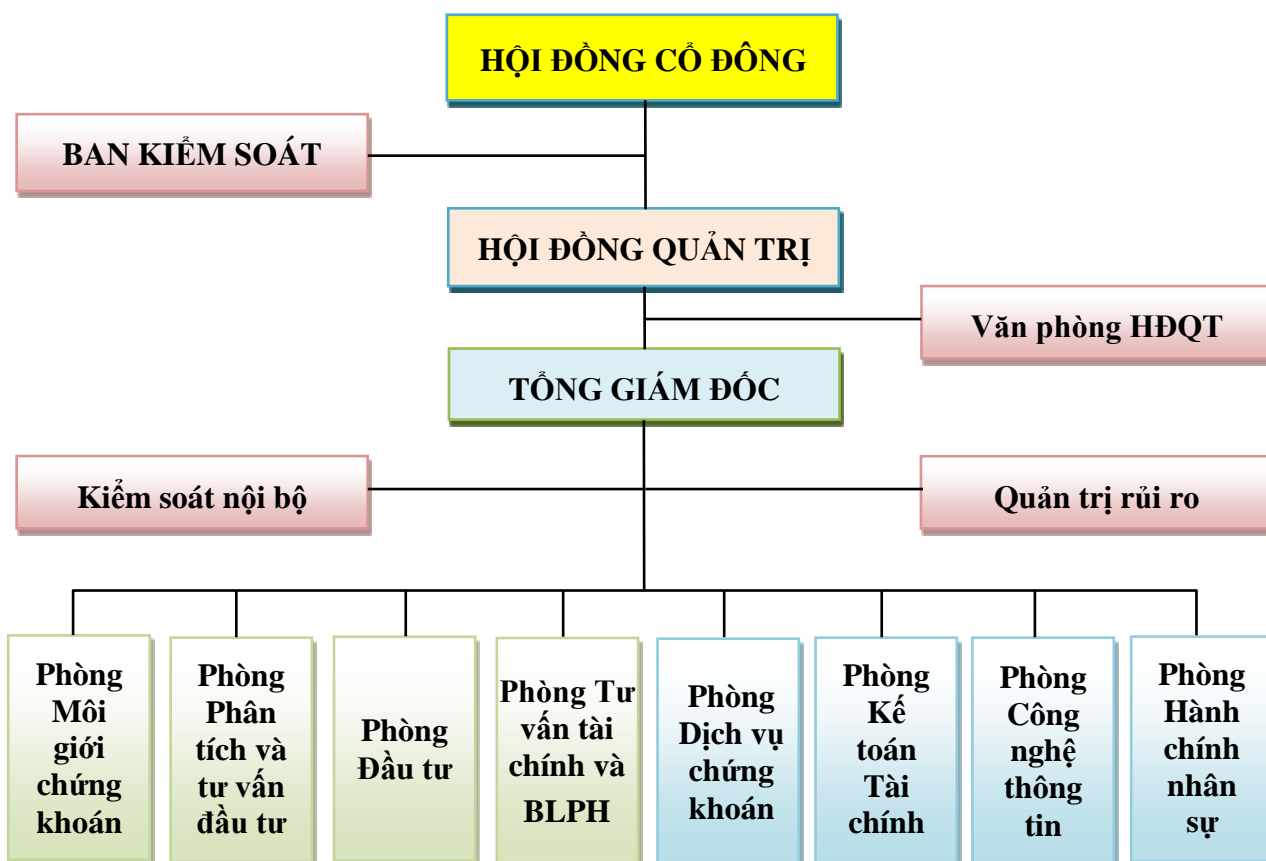 HỘI ĐỒNG CỔ ĐÔNG
BAN KIỂM SOÁT
HỘI ĐỒNG QUẢN TRỊ
Văn phòng HĐQT
TỔNG GIÁM ĐỐC
Kiểm soát nội bộ
Quản trị rủi ro
Phòng
Môi
giới
chứng
khoán
Phòng
Phân
tích và
tư vấn
đầu tư
Phòng
Đầu tư
Phòng Tư
vấn tài
chính và
BLPH
Phòng
Dịch vụ
chứng
khoán
Phòng
Kế
toán
Tài
chính
Phòng
Công
nghệ
thông
tin
Phòng
Hành
chính
nhân
sự